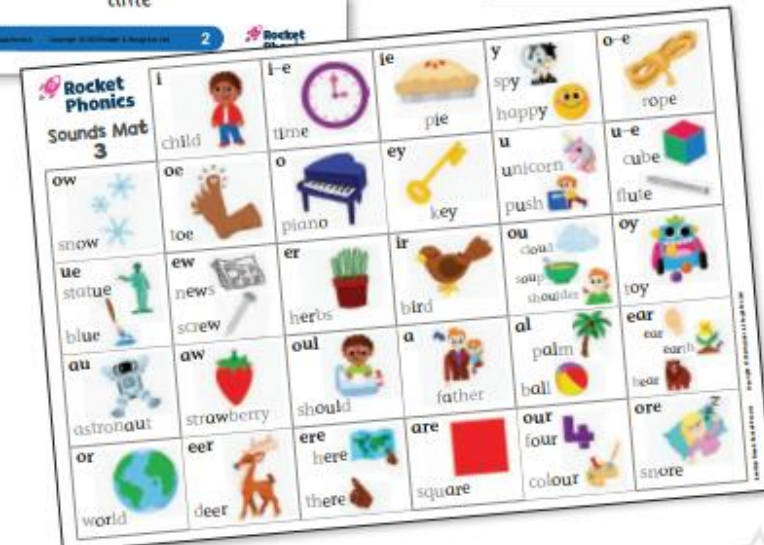 time
2
Rocket
Rocket
Phonics
Sounds Mat
3
i
child
i-e
time
ie
pie
y
spy
happy
o-e
rope
ow
snow
oe
toe
o
piano
ey
key
u
unicorn
push
u-e
cube
flute
ue
statue
blue
ew
news
screw
er
herbs
ir
bird
ou
cloud
soup
shoulder
oy
toy
au
astronaut
aw
strawberry
oul
should
a
father
al
palm
ball
ear
ear
earth
bear
or
world
eer
deer
ere
here
there
are
square
our
four
colour
ore
snore